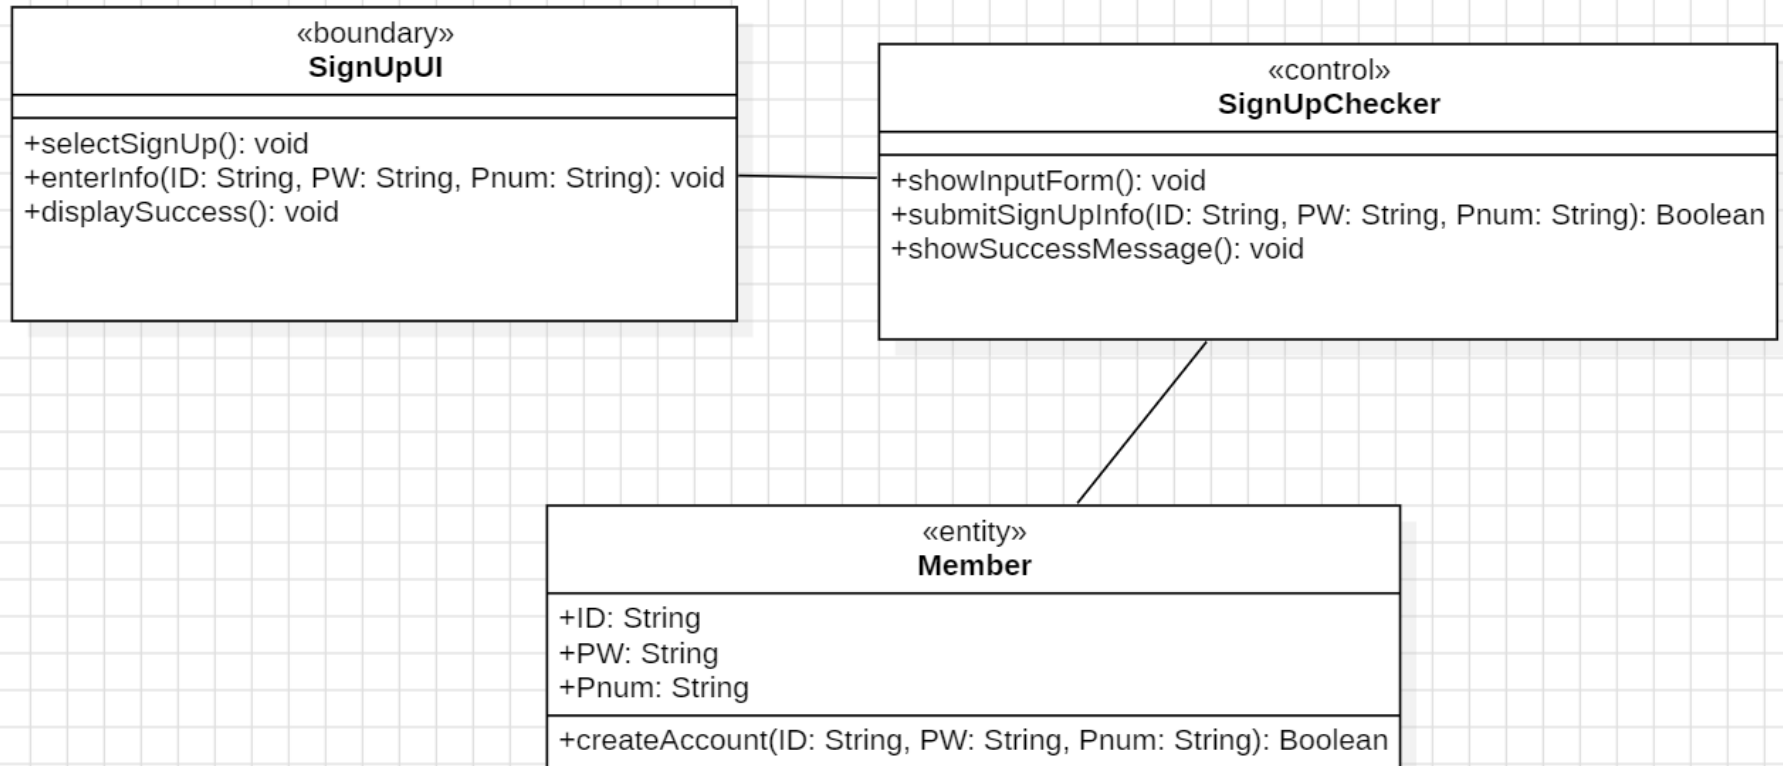 «boundary»
SignUpUI
+selectSignUp(): void
+enterInfo(ID: String, PW: String, Pnum: String): void
+displaySuccess(): void
«control»
SignUpChecker
+showInputForm(): void
+submitSignUpInfo(ID: String, PW: String, Pnum: String): Boolean
+showSuccessMessage(): void
«entity»
Member
+ID: String
+PW: String
+Pnum: String
+createAccount(ID: String, PW: String, Pnum: String): Boolean